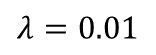 λ = 0.01